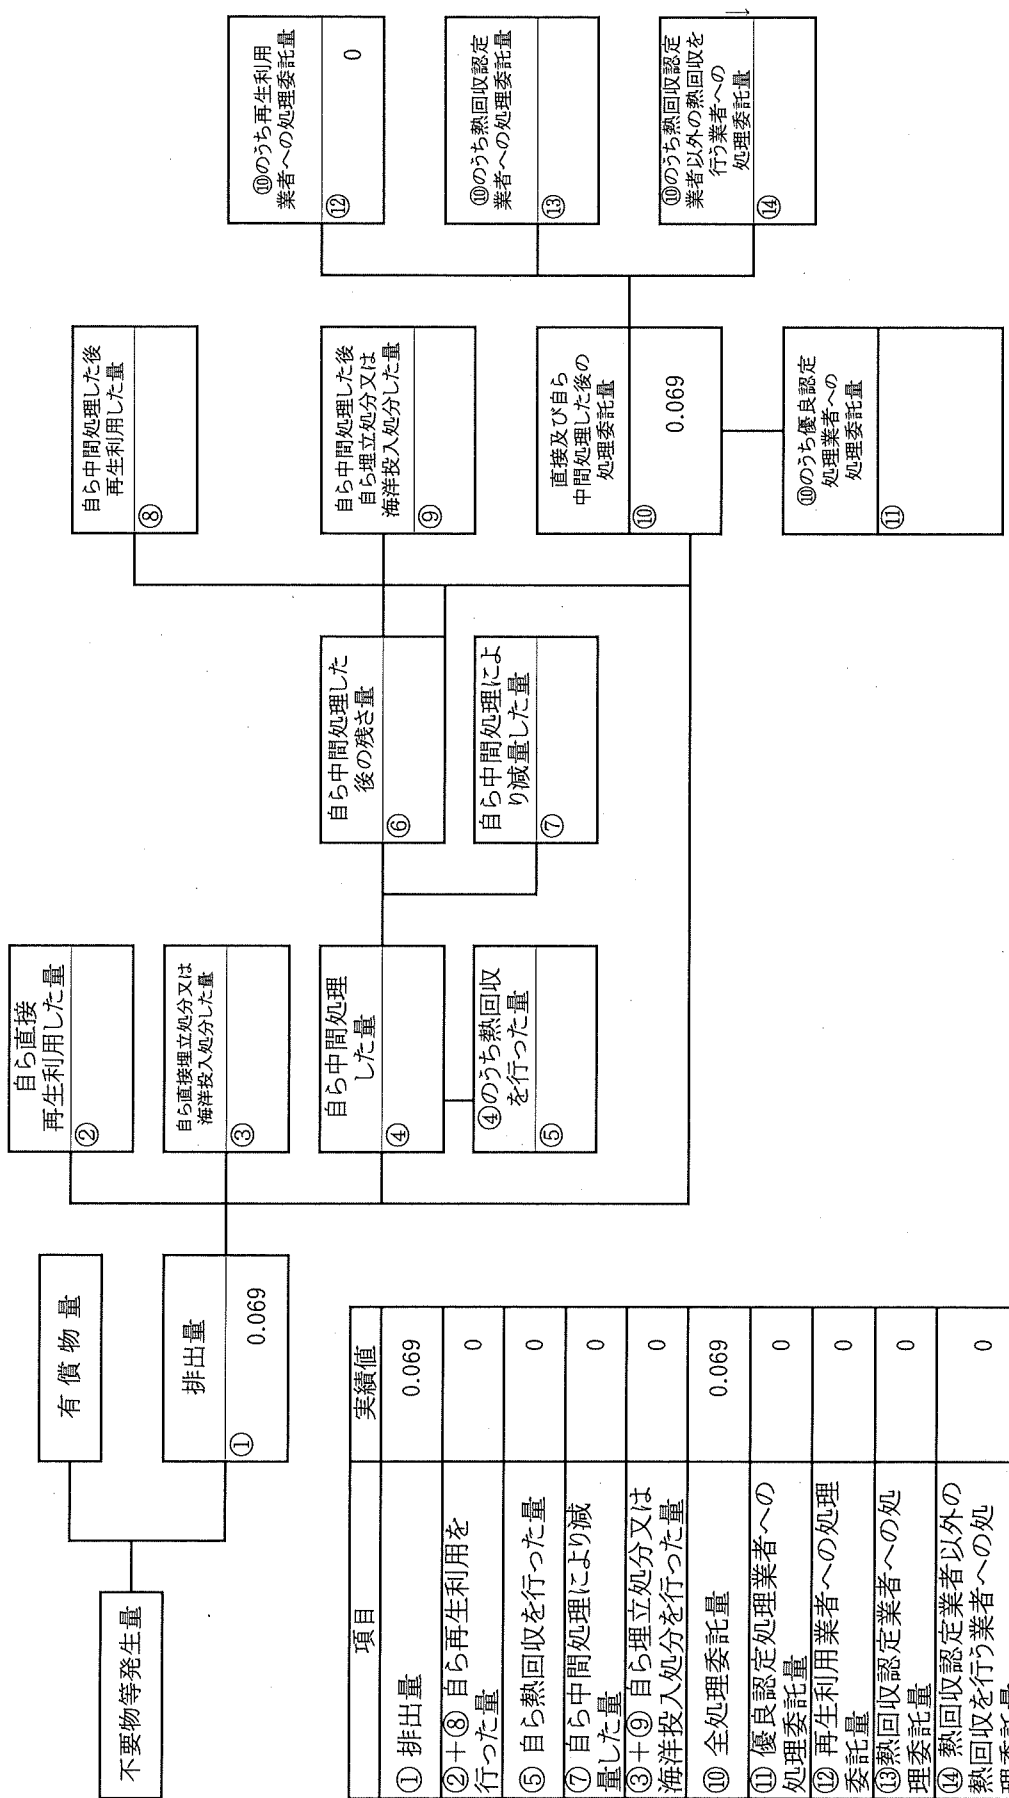 不要物等発生量
有 償 物 量
排出量
①
0.069
自ら直接
再生利用した量
②
自ら直接埋立処分又は
海洋投入処分した量
③
自ら中間処理
した量
④
④のうち熱回収
を行った量
⑤
自ら中間処理した
後の残さ量
⑥
自ら中間処理によ
り減量した量
⑦
自ら中間処理した後
再生利用した量
⑧
自ら中間処理した後
自ら埋立処分又は
海洋投入処分した量
⑨
直接及び自ら
中間処理した後の
処理委託量
⑩
0.069
⑩のうち優良認定
処理業者への
処理委託量
⑪
⑩のうち再生利用
業者への処理委託量
⑫
0
⑩のうち熱回収認定
業者への処理委託量
⑬
⑩のうち熱回収認定
業者以外の熱回収を
行う業者への
処理委託量
⑭
項目 実績値
① 排出量 0.069
②+⑧ 自ら再生利用を
行った量 0
⑤ 自ら熱回収を行った量 0
⑦ 自ら中間処理により減
量した量 0
③+⑨ 自ら埋立処分又は
海洋投入処分を行った量 0
⑩ 全処理委託量 0.069
⑪ 優良認定処理業者への
処理委託量 0
⑫ 再生利用業者への処理
委託量 0
⑬熱回収認定業者への処
理委託量 0
⑭ 熱回収認定業者以外の
熱回収を行う業者への処
理委託量 0